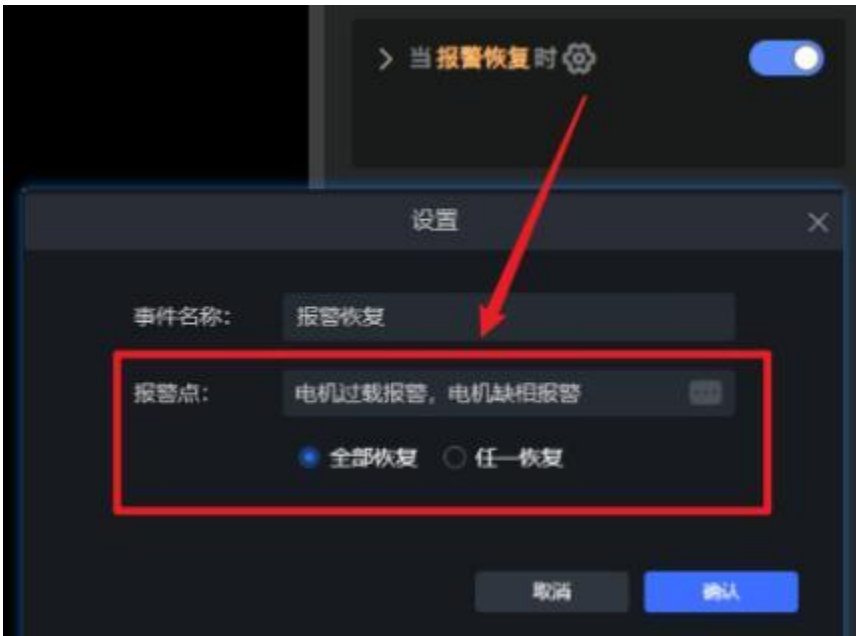 当报警恢复时
设置
事件名称： 报警恢复
报警点： 电机过载报警，电机缺相报警
全部恢复 任一恢复
取消 确认